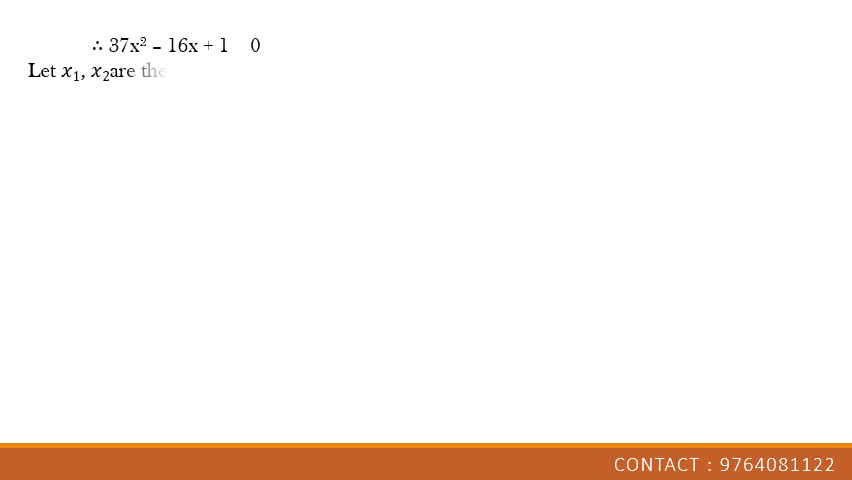 ∴ 37x² – 16x + 1 0
Let x₁, x₂are the
CONTACT : 9764081122